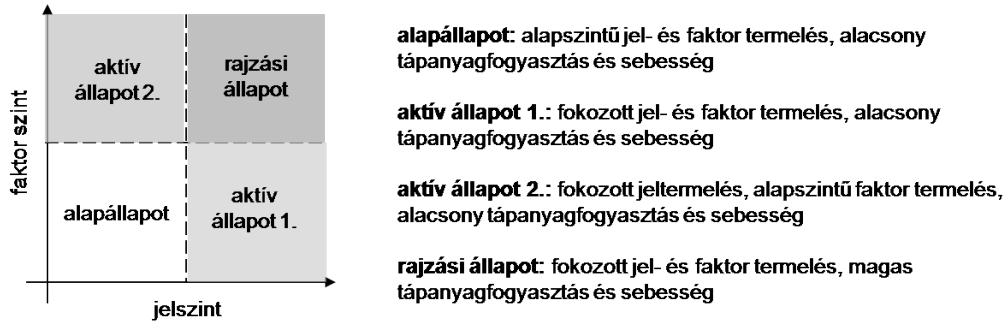 faktor szint
aktív
állapot 2.
rajzási
állapot
alapállapot
aktív
állapot 1.
jelszint
alapállapot: alapszintű jel- és faktor termelés, alacsony
tápanyagfogyasztás és sebesség
aktív állapot 1.: fokozott jel- és faktor termelés, alacsony
tápanyagfogyasztás és sebesség
aktív állapot 2.: fokozott jeltermelés, alapszintű faktor termelés,
alacsony tápanyagfogyasztás és sebesség
rajzási állapot: fokozott jel- és faktor termelés, magas
tápanyagfogyasztás és sebesség